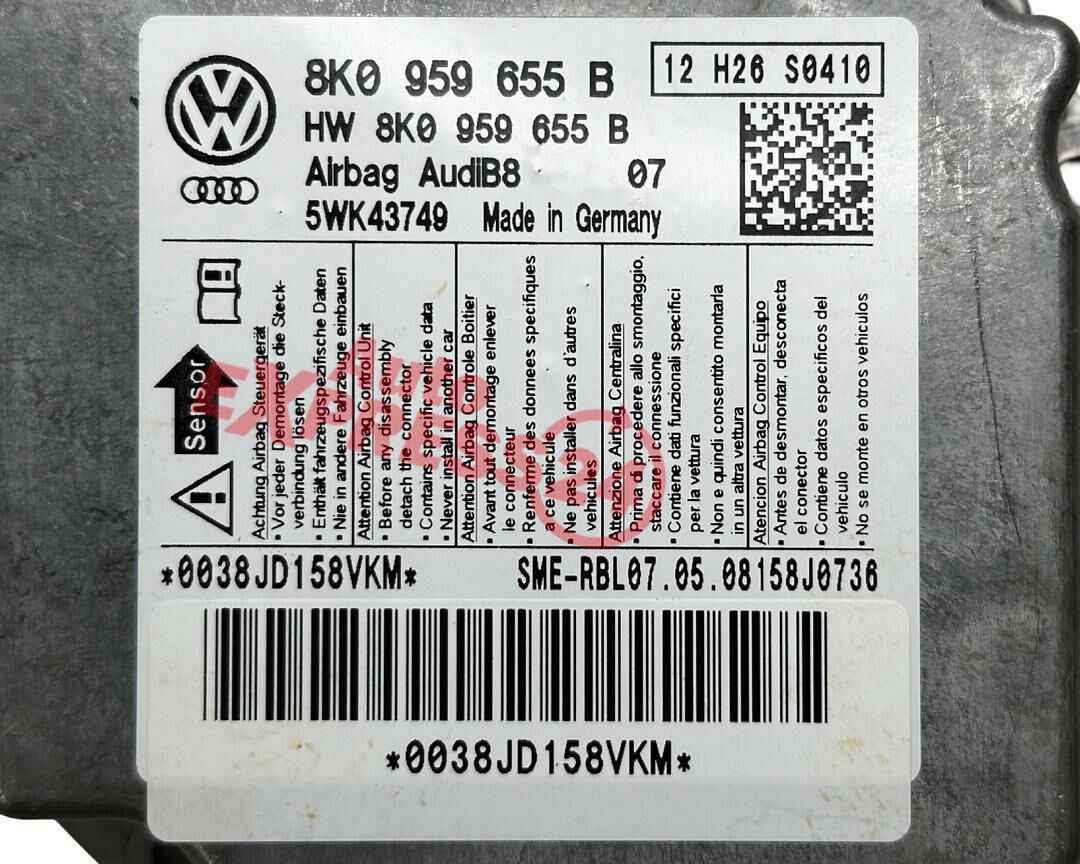 8K0 959 655 B
12 H26 S0410
HW 8K0 959 655 B
Airbag AudiB8 07
5WK43749 Made in Germany
Sensor
Achtung Airbag Steuergerät
• Vor jeder Demontage die Steck-
verbindung lösen
• Enthält fahrzeugspezifische Daten
• Nie in andere Fahrzeuge einbauen
Attention Airbag Control Unit
• Before any disassembly
detach the connector
• Contains specific vehicle data
• Never install in another car
Attention Airbag Controle Boitier
• Avant tout demontage enlever
le connecteur
• Renferme des donnees specifiques
a ce vehicule
• Ne pas installer dans d'autres
vehicules
Attenzione Airbag Centralina
• Prima di procedere allo smontaggio,
staccare il connessione
• Contiene dati funzionali specifici
per la vettura
• Non e quindi consentito montarla
in un altra vettura
Atencion Airbag Control Equipo
• Antes de desmontar, desconecta
el conector
• Contiene datos especificos del
vehiculo
• No se monte en otros vehiculos
*0038JD158VKM*
SME-RBL07.05.08158J0736
*0038JD158VKM*